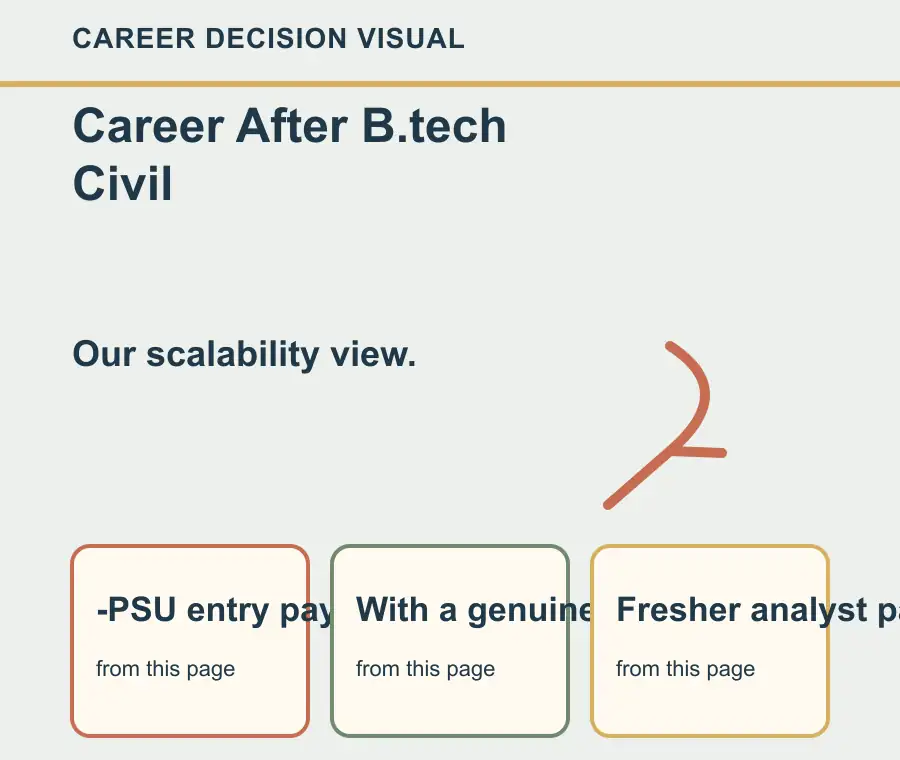 CAREER DECISION VISUAL
Career After B.tech
Civil
Our scalability view.
-PSU entry pay
With a genuine
Fresher analyst pa
from this page
from this page
from this page